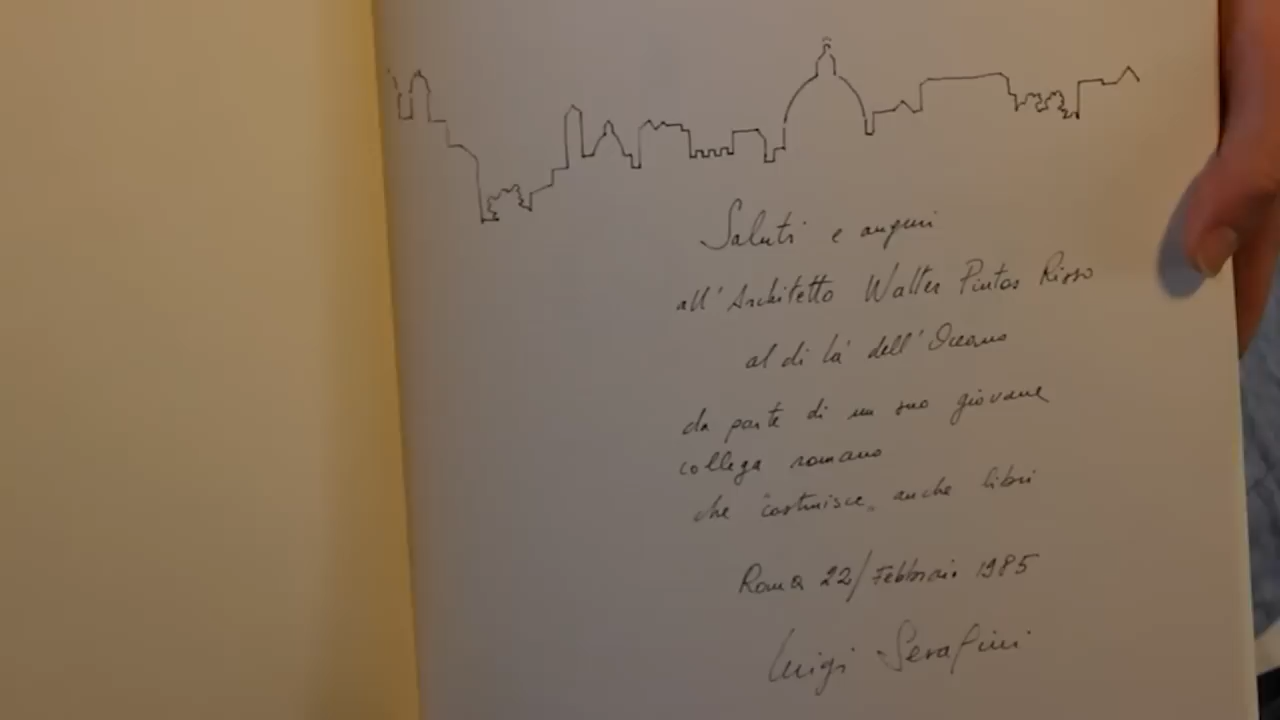 Saluti e auguri
all'Architetto Walter Pintos Risso
al di là dell'Oceano
da parte di un suo giovane
collega romano
che "costruisce" anche libri
Roma 22/Febbraio 1985
Luigi Serafini